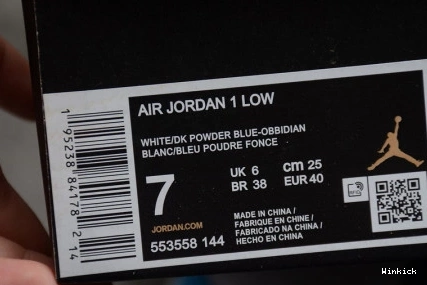 AIR JORDAN 1 LOW
WHITE/DK POWDER BLUE-OBBIDIAN
BLANC/BLEU POUDRE FONCE
7
UK 6 cm 25
BR 38 EUR 40
JORDAN.COM
553558 144
MADE IN CHINA /
FABRIQUE EN CHINE /
FABRICADO NA CHINA /
HECHO EN CHINA
1 95238 84178 2 14
Winkick